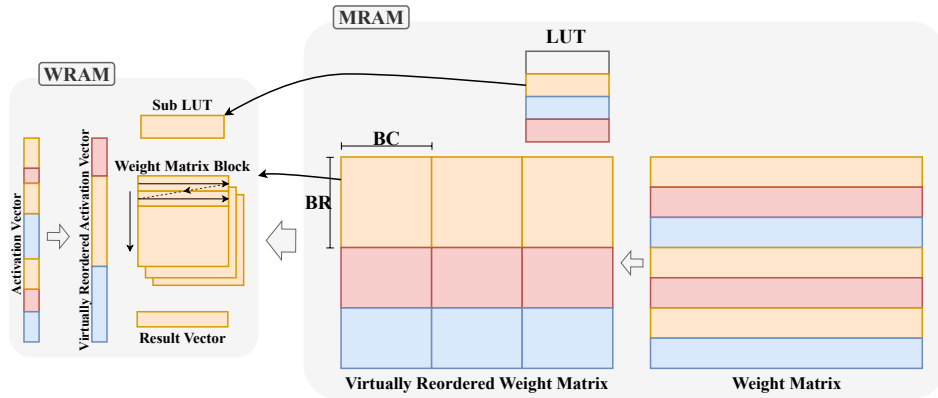 MRAM
LUT
WRAM
Sub LUT
BC
Weight Matrix Block
BR
Activation Vector
Virtually Reordered Activation Vector
Result Vector
Virtually Reordered Weight Matrix
Weight Matrix